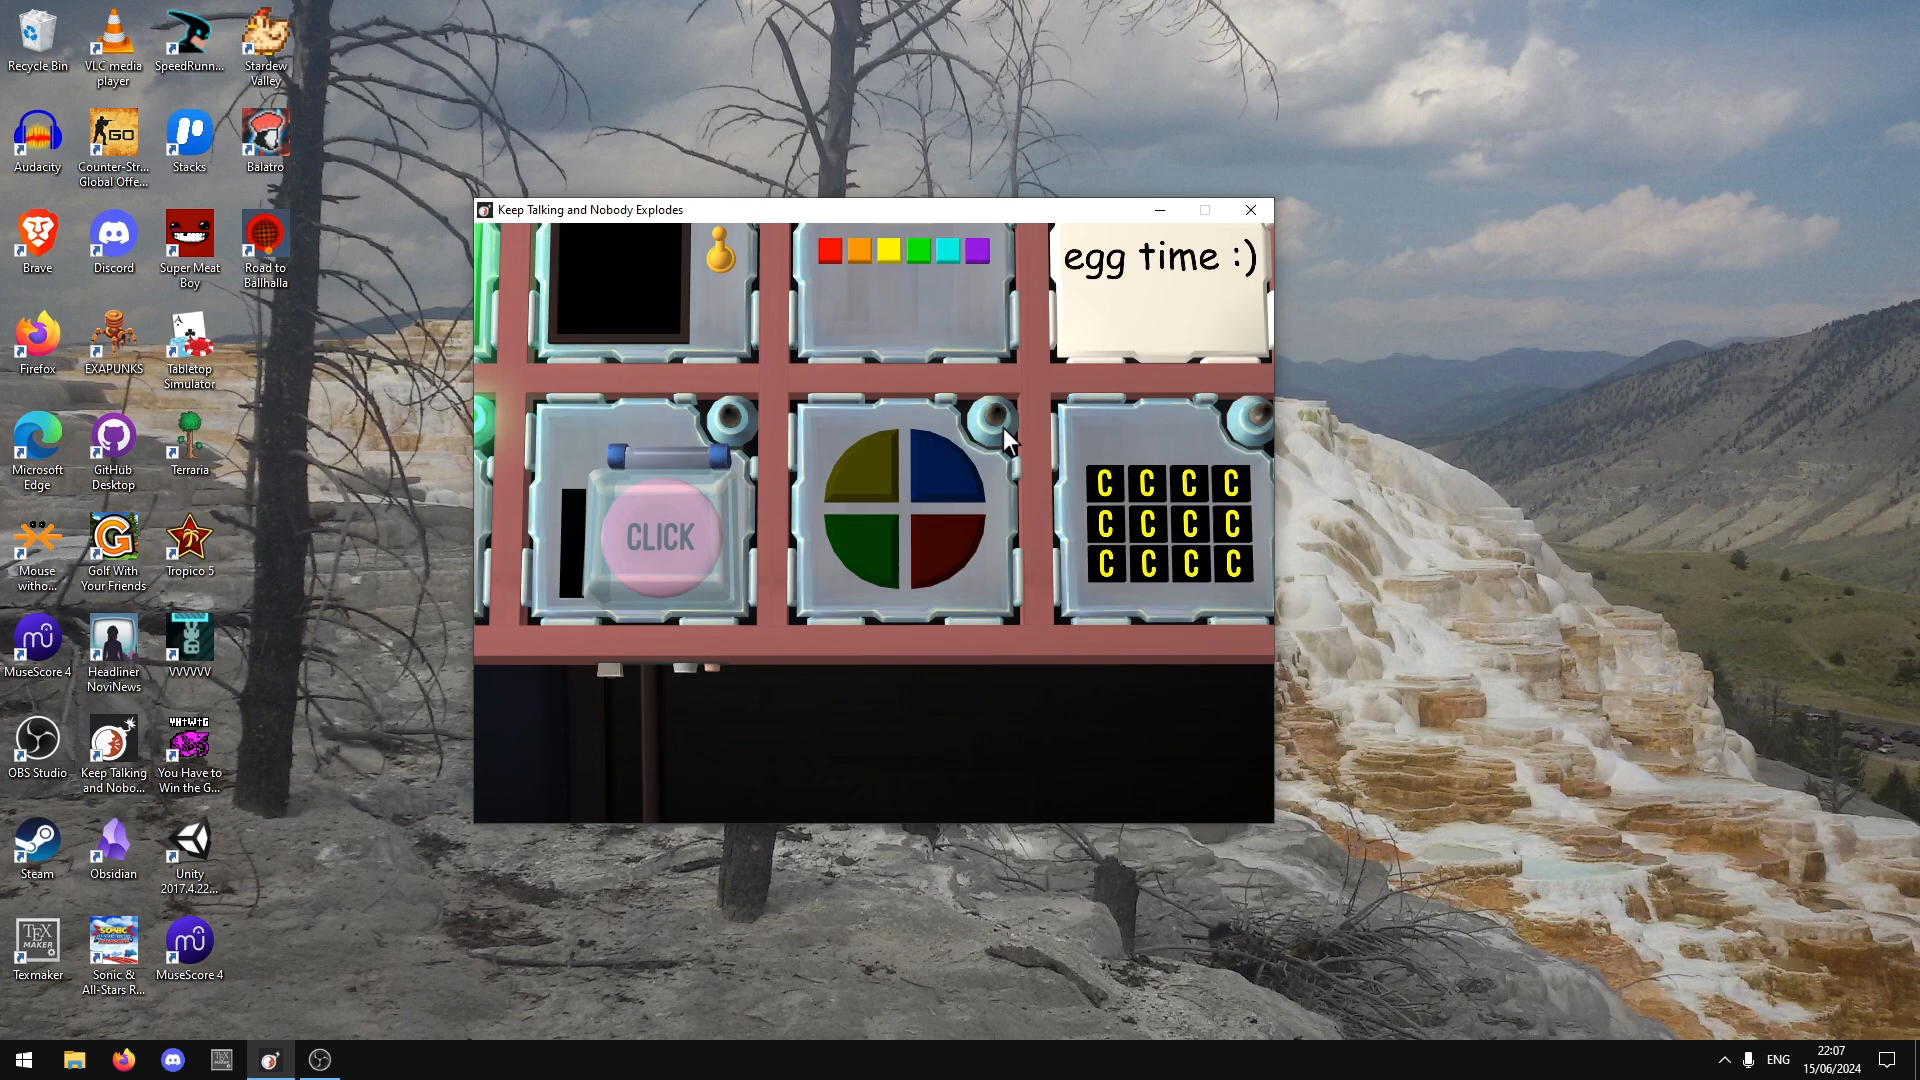 Recycle Bin
VLC media
player
SpeedRunn...
Stardew
Valley
Audacity
Counter-Str...
Global Offe...
Stacks
Balatro
Brave
Discord
Super Meat
Boy
Road to
Ballhalla
Firefox
EXAPUNKS
Tabletop
Simulator
Microsoft
Edge
GitHub
Desktop
Terraria
Mouse
witho...
Golf With
Your Friends
Tropico 5
MuseScore 4
Headliner
NoviNews
VVVVVV
OBS Studio
Keep Talking
and Nobo...
You Have to
Win the G...
Steam
Obsidian
Unity
2017.4.22...
Texmaker
Sonic &
All-Stars R...
MuseScore 4
Keep Talking and Nobody Explodes
egg time :)
CLICK
C C C C
C C C C
C C C C
ENG
22:07
15/06/2024